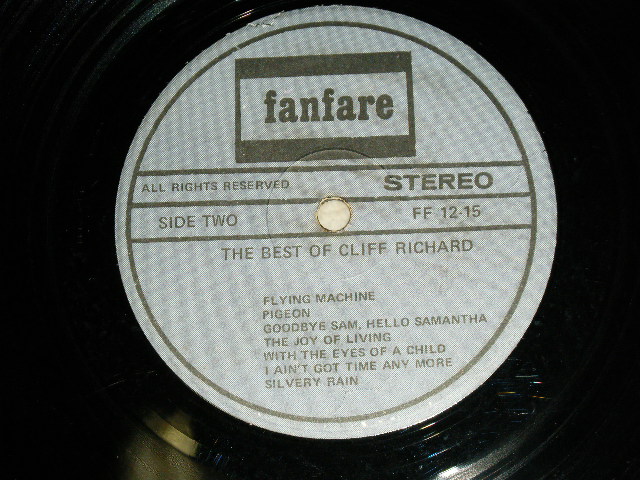 fanfare
ALL RIGHTS RESERVED
STEREO
SIDE TWO
FF 12-15
THE BEST OF CLIFF RICHARD
FLYING MACHINE
PIGEON
GOODBYE SAM, HELLO SAMANTHA
THE JOY OF LIVING
WITH THE EYES OF A CHILD
I AIN'T GOT TIME ANY MORE
SILVERY RAIN